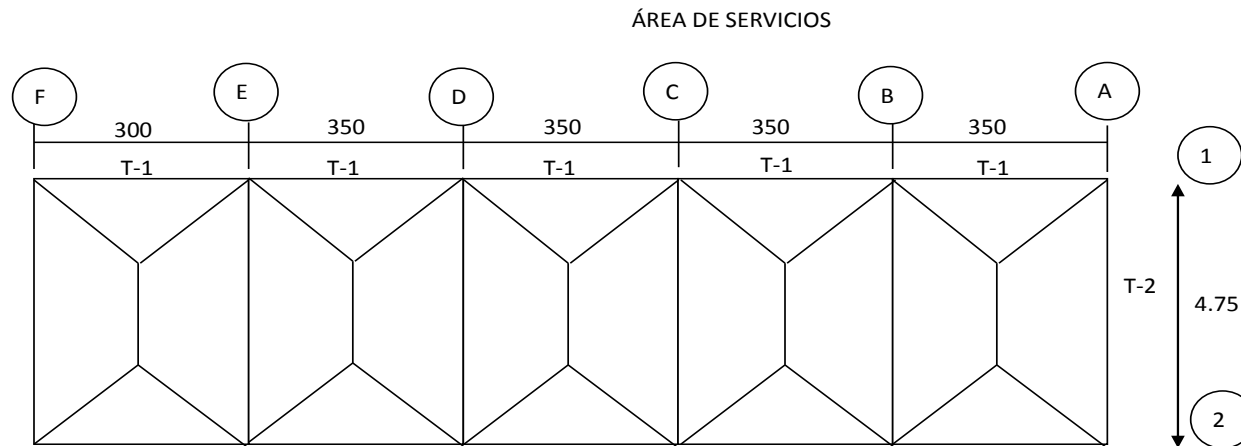 ÁREA DE SERVICIOS
F E D C B A
300 350 350 350 350
T-1 T-1 T-1 T-1 T-1
1
T-2 4.75
2